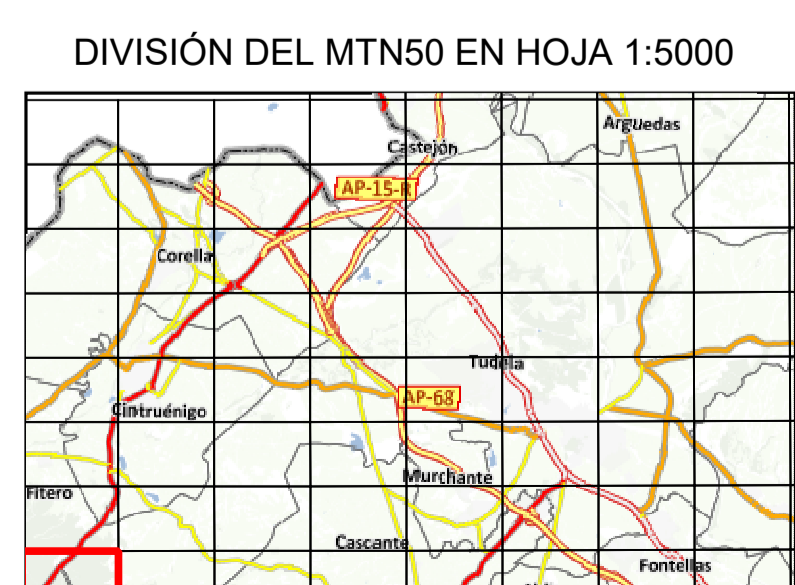 DIVISIÓN DEL MTN50 EN HOJA 1:5000
Arguedas
Castejón
AP-15-R
Corella
Tudela
AP-68
Cintruénigo
Murchante
Fitero
Cascante
Fontellas